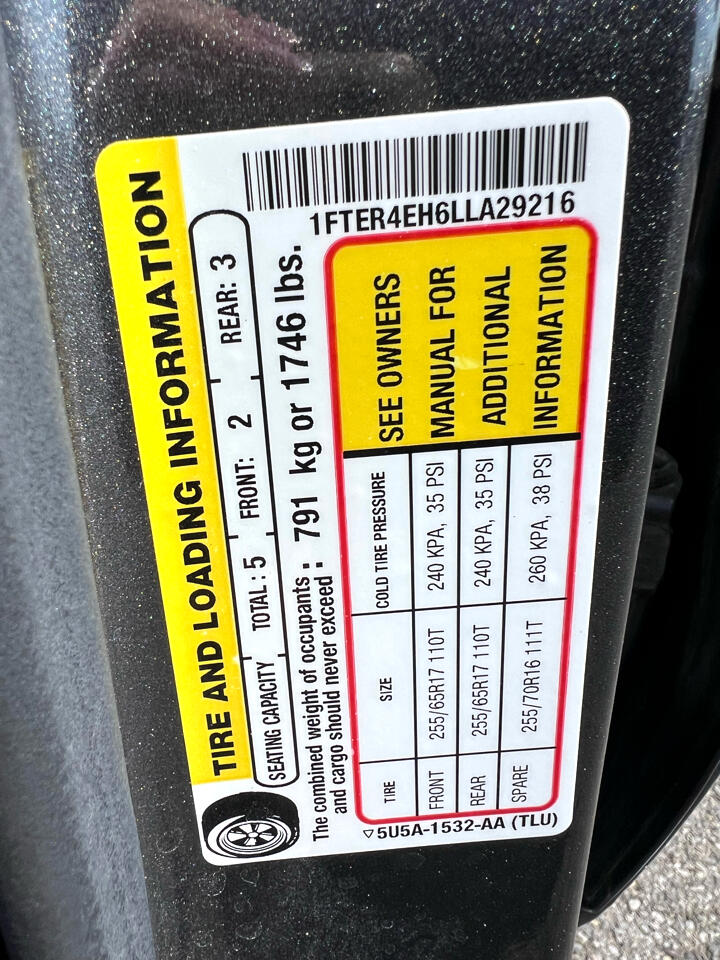 TIRE AND LOADING INFORMATION
SEATING CAPACITY TOTAL: 5 FRONT: 2 REAR: 3
The combined weight of occupants : 791 kg or 1746 lbs.
and cargo should never exceed :
1FTER4EH6LLA29216
TIRE SIZE COLD TIRE PRESSURE
FRONT 255/65R17 110T 240 KPA, 35 PSI
REAR 255/65R17 110T 240 KPA, 35 PSI
SPARE 255/70R16 111T 260 KPA, 38 PSI
SEE OWNERS
MANUAL FOR
ADDITIONAL
INFORMATION
▽5U5A-1532-AA (TLU)